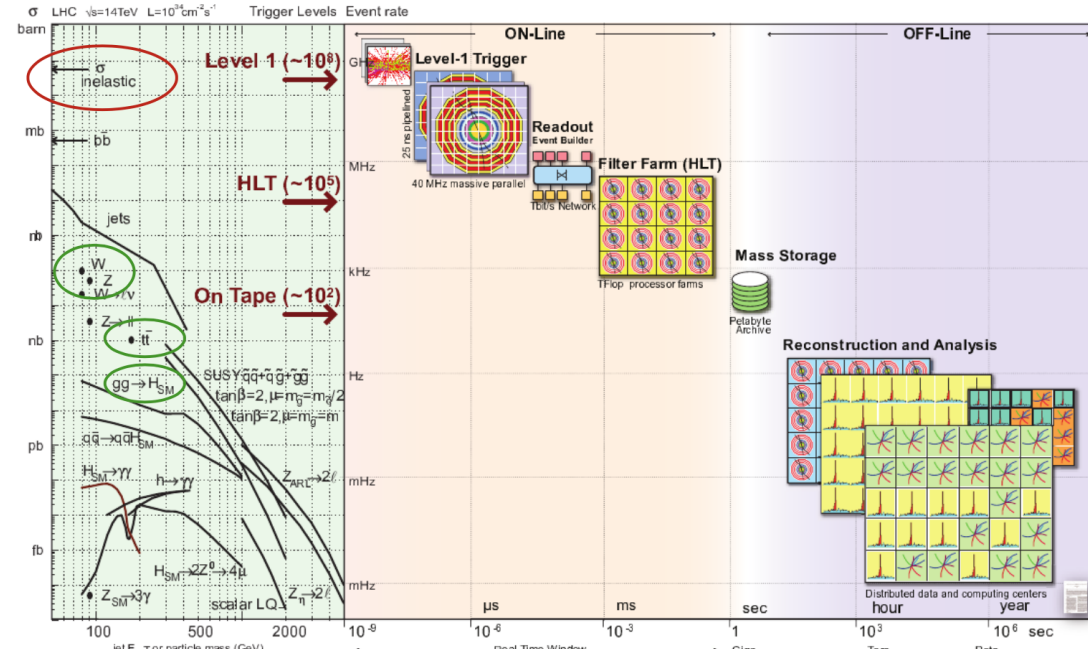 σ LHC √s=14TeV L=10³⁴cm⁻²s⁻¹ Trigger Levels Event rate
barn
mb
nb
kHz
nb
pb
fb
σ
inelastic
bb̄
jets
W
Z
W→ℓν
Z→ll
tt̄
gg→H_SM
SUSY q̃q̃+q̃g̃+g̃g̃
tanβ=2,μ=m_g̃=m_q̃/2
tanβ=2,μ=m_g̃=m
qq̄→qq̄H_SM
H_SM→γγ
h→γγ
Z_ARL→2ℓ
H_SM→2Z⁰→4μ
scalar LQ
Z_η→2ℓ
Z_SM→3γ
100 500 1000 2000
Level 1 (~10⁸)
HLT (~10⁵)
On Tape (~10²)
GHz
MHz
Hz
mHz
mHz
ON-Line
OFF-Line
Level-1 Trigger
25 ns pipelined
40 MHz massive parallel
Readout
Event Builder
Tbit/s Network
Filter Farm (HLT)
TFlop processor farms
Mass Storage
Petabyte
Archive
Reconstruction and Analysis
Distributed data and computing centers
µs ms sec hour year
10⁻⁹ 10⁻⁶ 10⁻³ 1 10³ 10⁶ sec